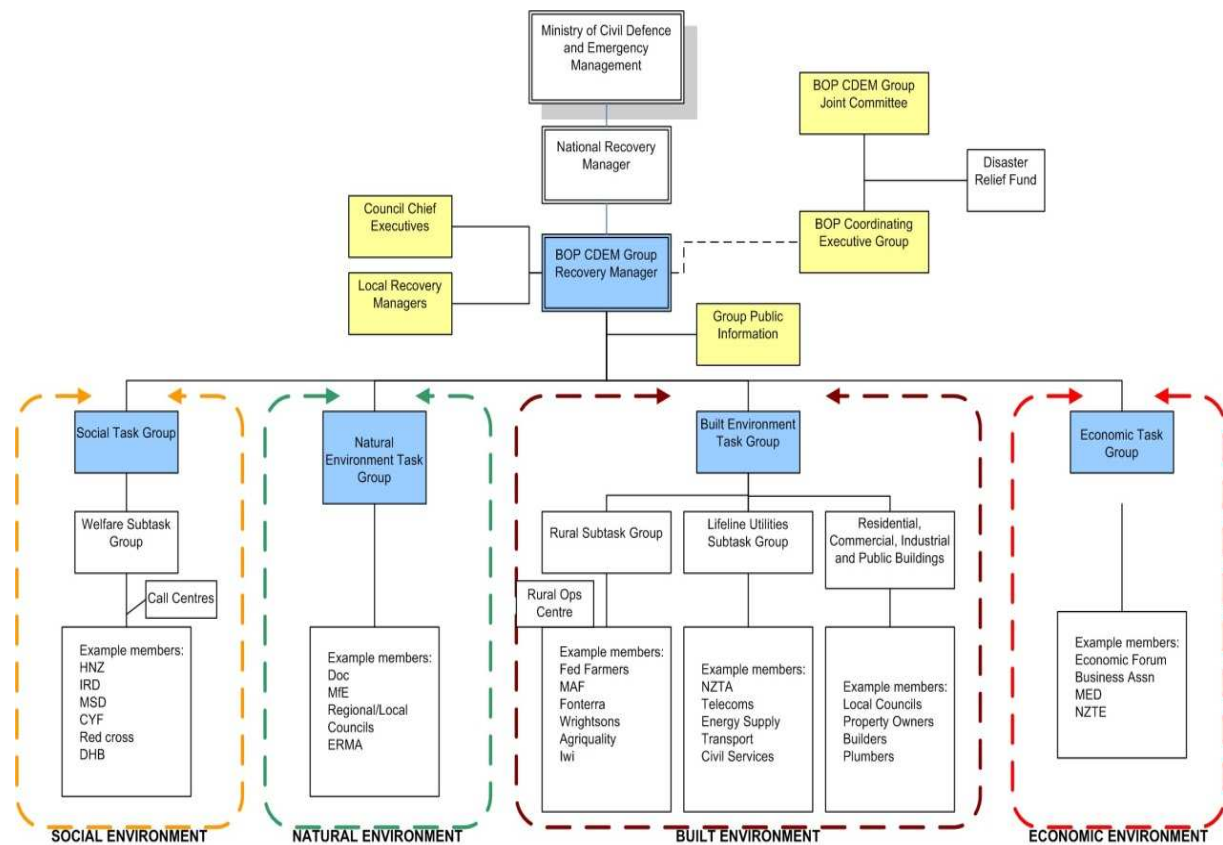 Ministry of Civil Defence
and Emergency
Management
BOP CDEM Group
Joint Committee
National Recovery
Manager
Disaster
Relief Fund
Council Chief
Executives
BOP Coordinating
Executive Group
BOP CDEM Group
Recovery Manager
Local Recovery
Managers
Group Public
Information
Social Task Group
Natural
Environment Task
Group
Built Environment
Task Group
Economic Task
Group
Welfare Subtask
Group
Rural Subtask Group
Lifeline Utilities
Subtask Group
Residential,
Commercial, Industrial
and Public Buildings
Call Centres
Rural Ops
Centre
Example members:
HNZ
IRD
MSD
CYF
Red cross
DHB
Example members:
Doc
MfE
Regional/Local
Councils
ERMA
Example members:
Fed Farmers
MAF
Fonterra
Wrightsons
Agriquality
Iwi
Example members:
NZTA
Telecoms
Energy Supply
Transport
Civil Services
Example members:
Local Councils
Property Owners
Builders
Plumbers
Example members:
Economic Forum
Business Assn
MED
NZTE
SOCIAL ENVIRONMENT
NATURAL ENVIRONMENT
BUILT ENVIRONMENT
ECONOMIC ENVIRONMENT